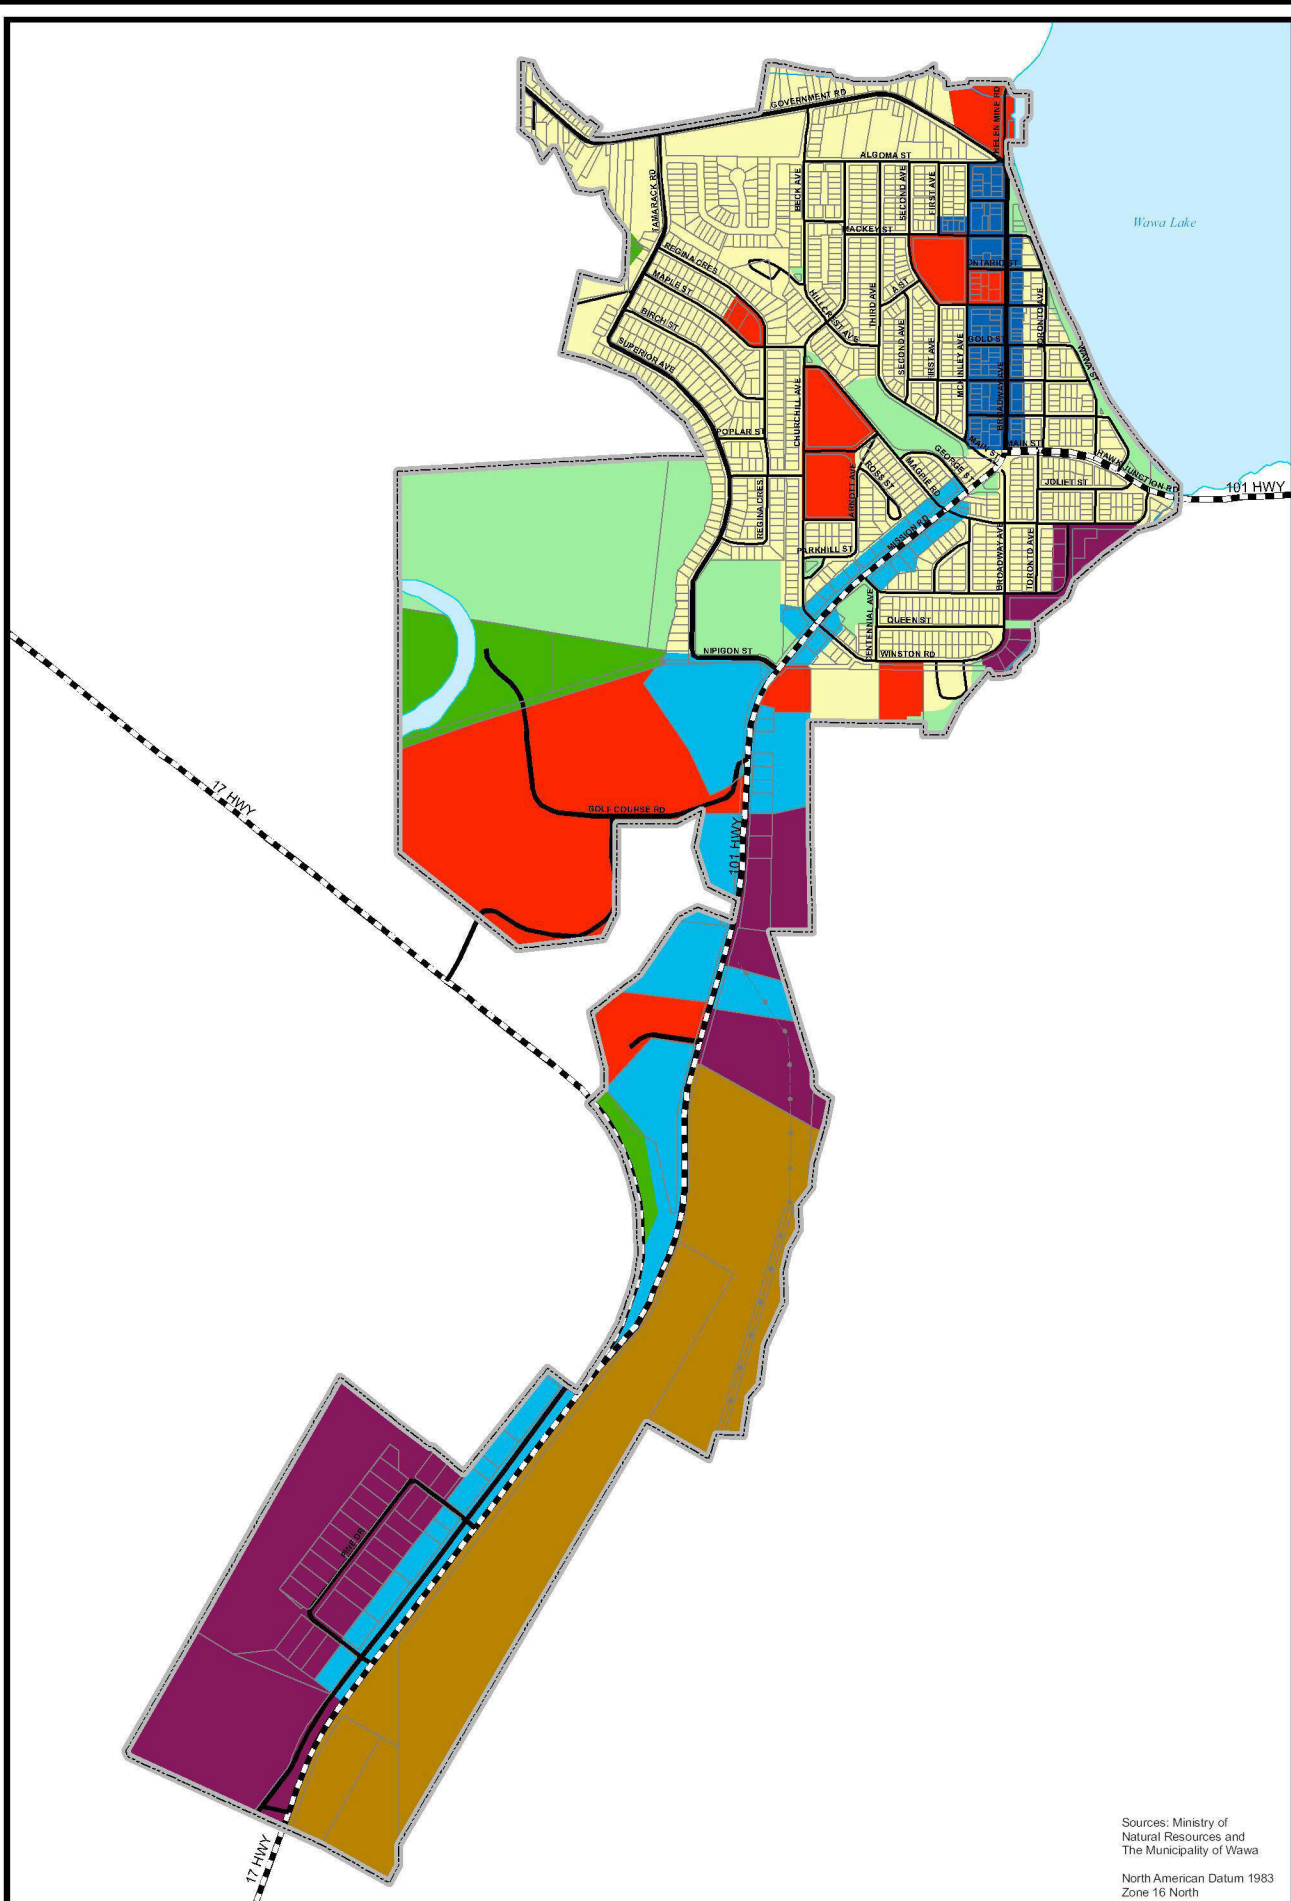 GOVERNMENT RD
HELEN MINE RD
ALGOMA ST
TAMARACK RD
BECK AVE
SECOND AVE
FIRST AVE
Wawa Lake
MACKEY ST
REGINA CRES
ONTARIO ST
MAPLE ST
A ST
HILLCREST AVE
THIRD AVE
TORONTO AVE
BIRCH ST
SUPERIOR AVE
SECOND AVE
FIRST AVE
MCKINLEY AVE
GOLD ST
BROADWAY AVE
WAWA ST
CHURCHILL AVE
POPLAR ST
MAIN ST
MAIN ST
GEORGE ST
HAWK JUNCTION RD
MAGPIE RD
ROSS ST
ARNOTT AVE
JOLIET ST
101 HWY
REGINA CRES
MISSION RD
PARKHILL ST
BROADWAY AVE
TORONTO AVE
CENTENNIAL AVE
QUEEN ST
NIPIGON ST
WINSTON RD
17 HWY
GOLF COURSE RD
101 HWY
PINE DR
17 HWY
Sources: Ministry of
Natural Resources and
The Municipality of Wawa
North American Datum 1983
Zone 16 North